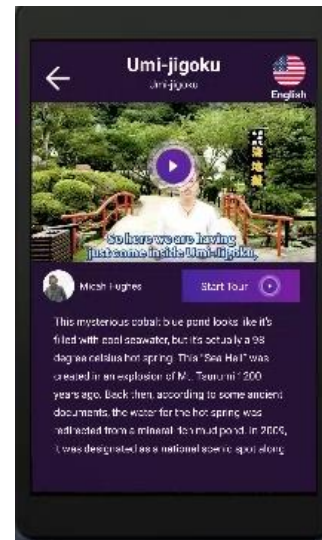 Umi-jigoku
Umi-jigoku
English
海地獄
So here we are having
just come inside Umi-Jigoku,
Micah Hughes
Start Tour
This mysterious cobalt blue pond looks like it's
filled with cool seawater, but it's actually a 98
degree celsius hot spring. This "Sea Hell" was
created in an explosion of Mt. Tsurumi 1200
years ago. Back then, according to some ancient
documents, the water for the hot spring was
redirected from a mineral rich mud pond. In 2009,
it was designated as a national scenic spot along